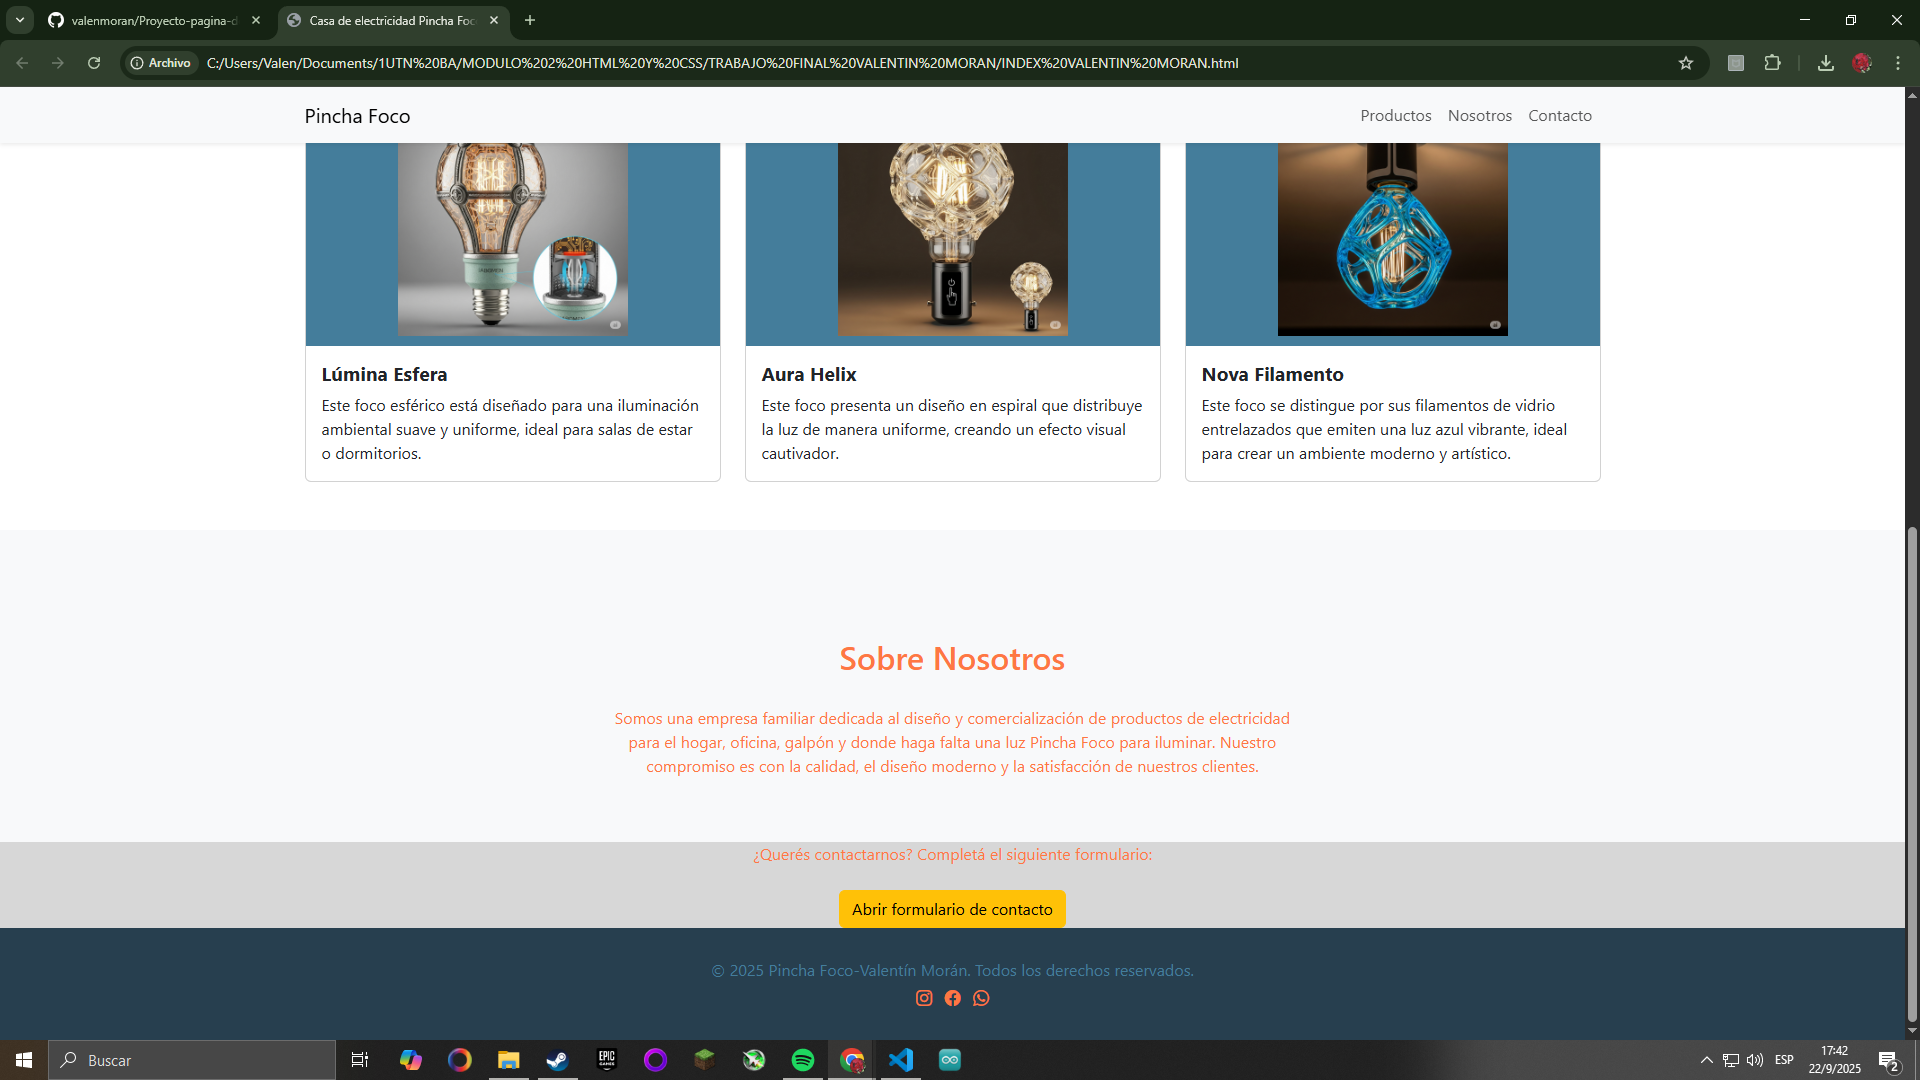 valenmoran/Proyecto-pagina-d
Casa de electricidad Pincha Foc
Archivo
C:/Users/Valen/Documents/1UTN%20BA/MODULO%202%20HTML%20Y%20CSS/TRABAJO%20FINAL%20VALENTIN%20MORAN/INDEX%20VALENTIN%20MORAN.html
Pincha Foco
Productos
Nosotros
Contacto
Lúmina Esfera
Este foco esférico está diseñado para una iluminación
ambiental suave y uniforme, ideal para salas de estar
o dormitorios.
Aura Helix
Este foco presenta un diseño en espiral que distribuye
la luz de manera uniforme, creando un efecto visual
cautivador.
Nova Filamento
Este foco se distingue por sus filamentos de vidrio
entrelazados que emiten una luz azul vibrante, ideal
para crear un ambiente moderno y artístico.
Sobre Nosotros
Somos una empresa familiar dedicada al diseño y comercialización de productos de electricidad
para el hogar, oficina, galpón y donde haga falta una luz Pincha Foco para iluminar. Nuestro
compromiso es con la calidad, el diseño moderno y la satisfacción de nuestros clientes.
¿Querés contactarnos? Completá el siguiente formulario:
Abrir formulario de contacto
© 2025 Pincha Foco-Valentín Morán. Todos los derechos reservados.
Buscar
EPIC
GAMES
ESP
17:42
22/9/2025
2